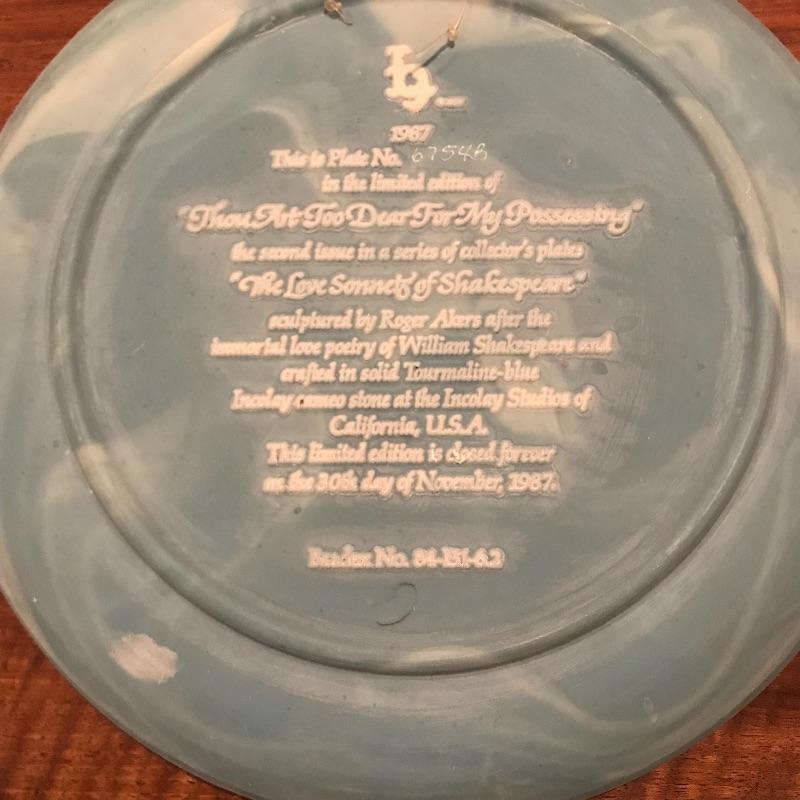 1987
This is Plate No. 6754B
in the limited edition of
"Thou Art Too Dear For My Possessing"
the second issue in a series of collector's plates
"The Love Sonnets of Shakespeare"
sculptured by Roger Akers after the
immortal love poetry of William Shakespeare and
crafted in solid Tourmaline-blue
Incolay cameo stone at the Incolay Studios of
California, U.S.A.
This limited edition is closed forever
on the 30th day of November, 1987.
Bradex No. 84-I31-6.2